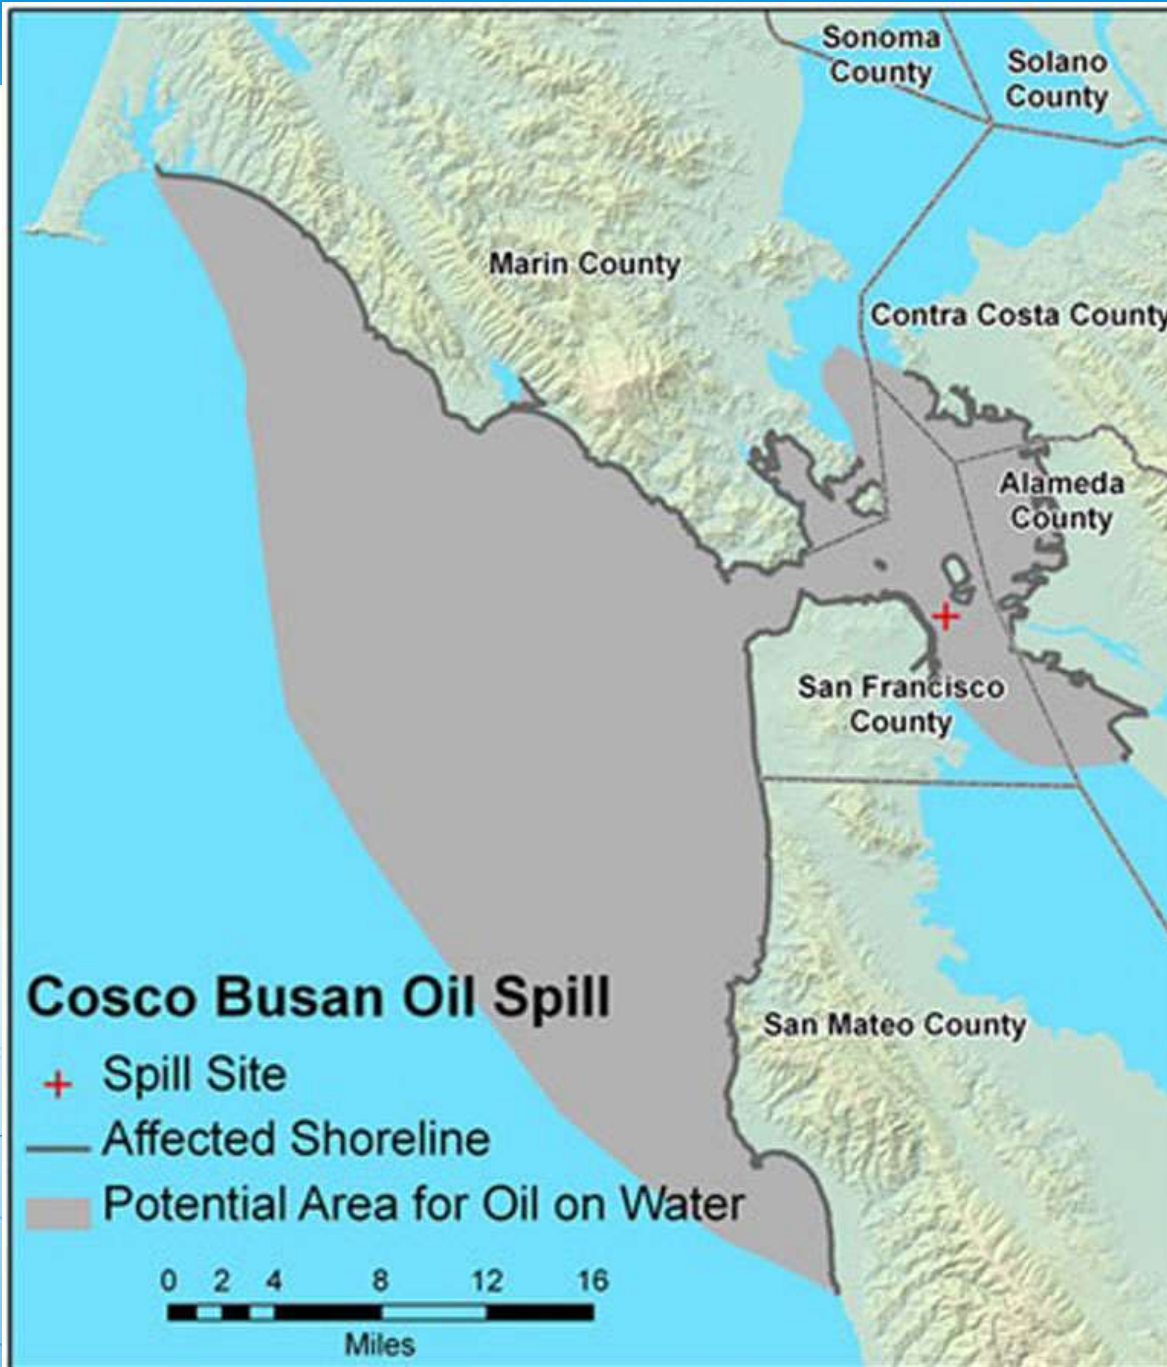 Sonoma
County
Solano
County
Marin County
Contra Costa County
Alameda
County
San Francisco
County
San Mateo County
Cosco Busan Oil Spill
+ Spill Site
Affected Shoreline
Potential Area for Oil on Water
0 2 4 8 12 16
Miles